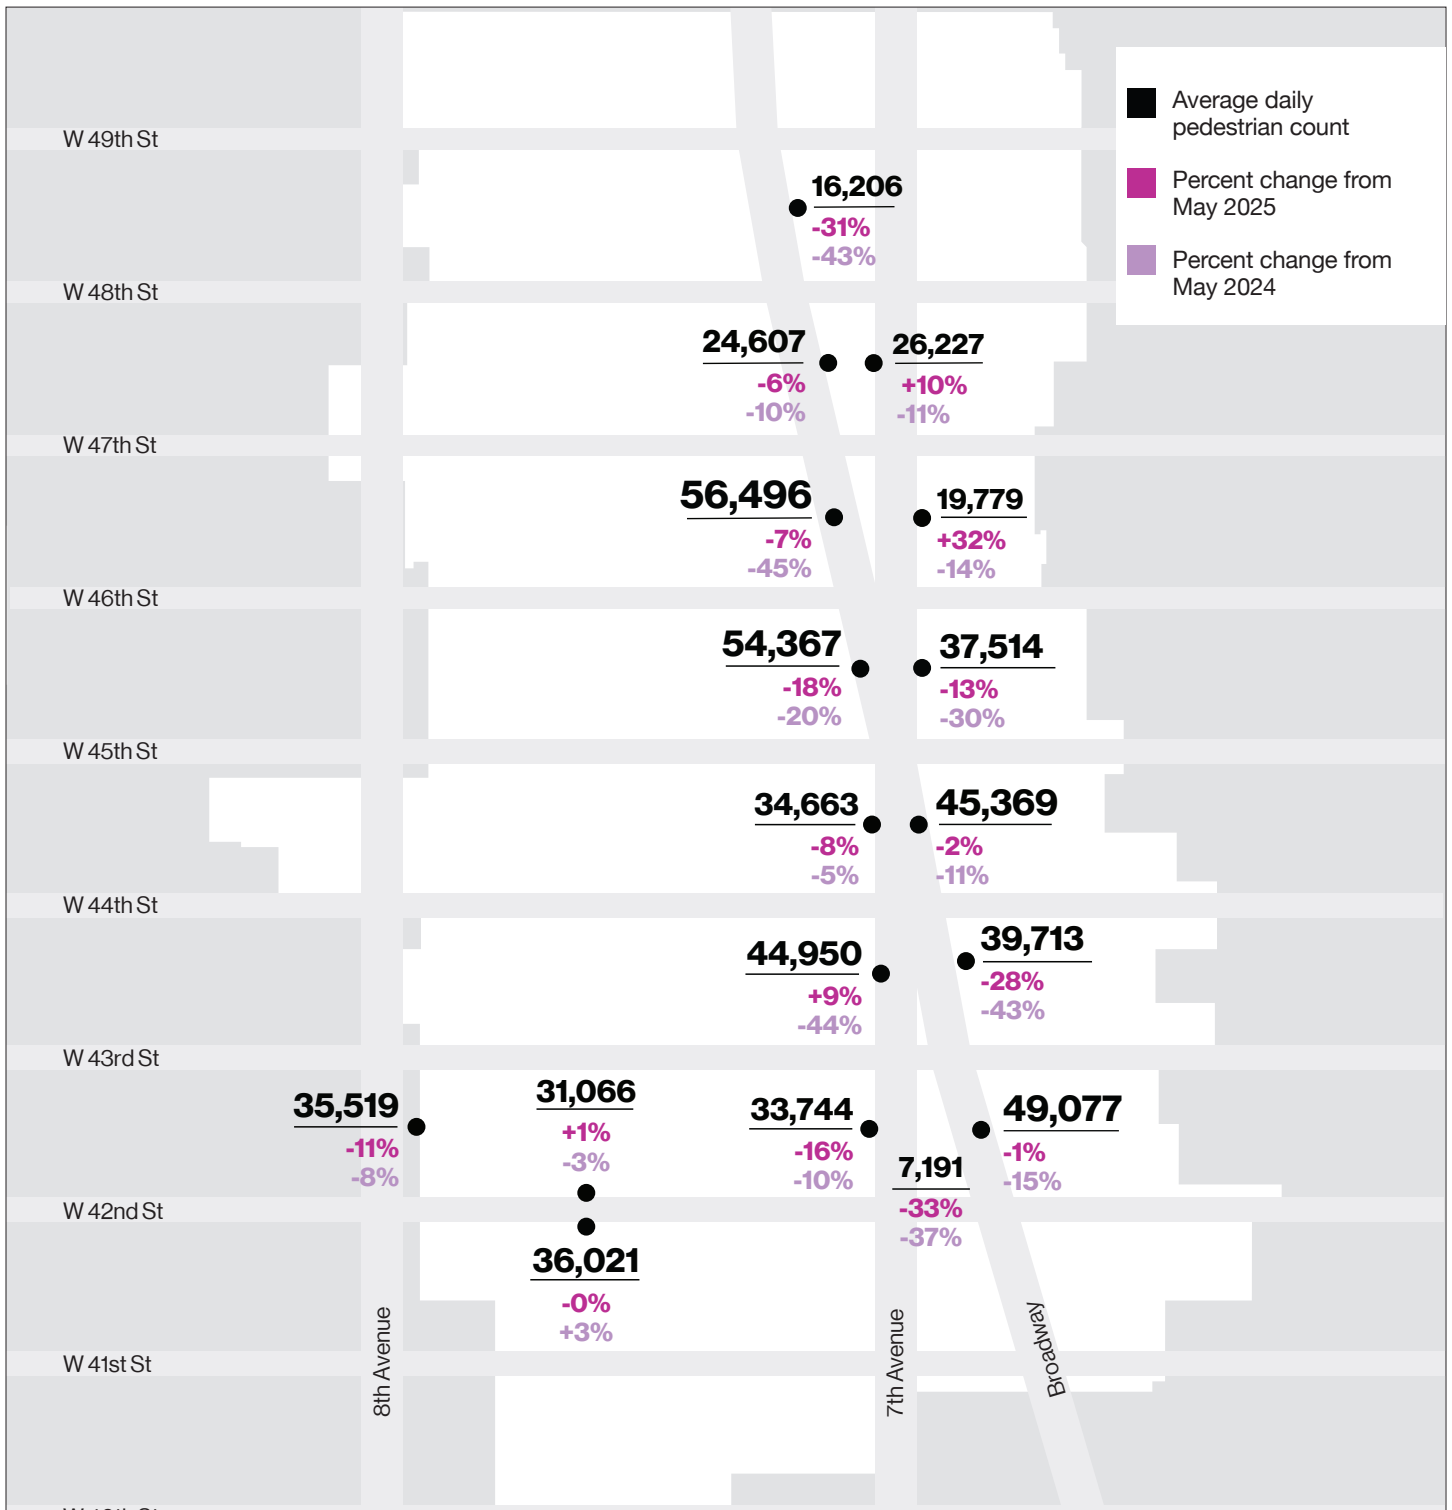 Average daily
pedestrian count
Percent change from
May 2025
Percent change from
May 2024
W 49th St
16,206
-31%
-43%
W 48th St
24,607
-6%
-10%
26,227
+10%
-11%
W 47th St
56,496
-7%
-45%
19,779
+32%
-14%
W 46th St
54,367
-18%
-20%
37,514
-13%
-30%
W 45th St
34,663
-8%
-5%
45,369
-2%
-11%
W 44th St
44,950
+9%
-44%
39,713
-28%
-43%
W 43rd St
35,519
-11%
-8%
31,066
+1%
-3%
33,744
-16%
-10%
7,191
-33%
-37%
49,077
-1%
-15%
W 42nd St
36,021
-0%
+3%
8th Avenue
7th Avenue
Broadway
W 41st St